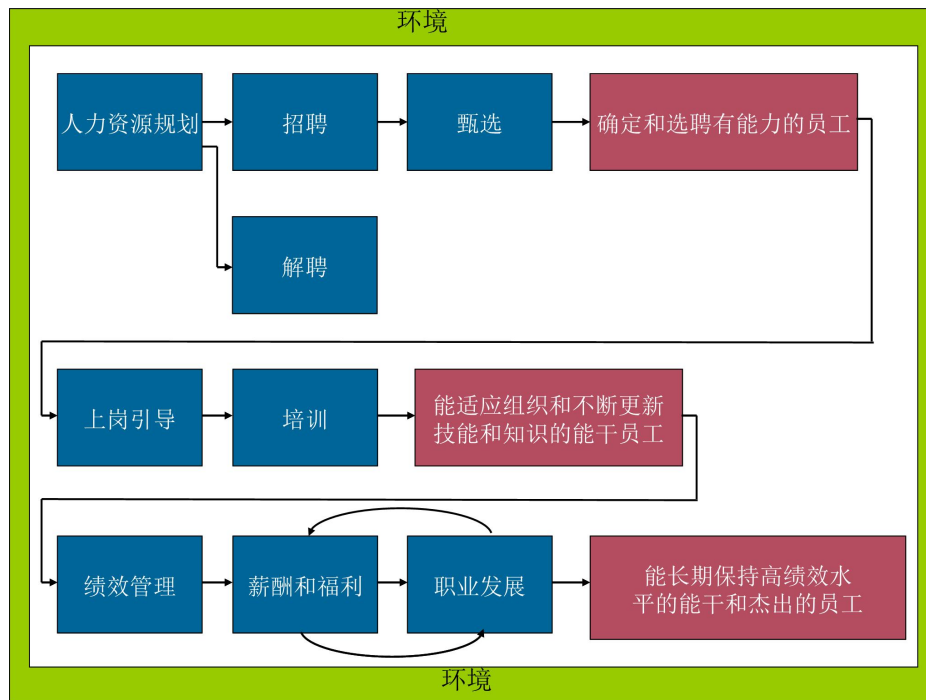 环境
人力资源规划
招聘
甄选
确定和选聘有能力的员工
解聘
上岗引导
培训
能适应组织和不断更新
技能和知识的能干员工
绩效管理
薪酬和福利
职业发展
能长期保持高绩效水
平的能干和杰出的员工
环境